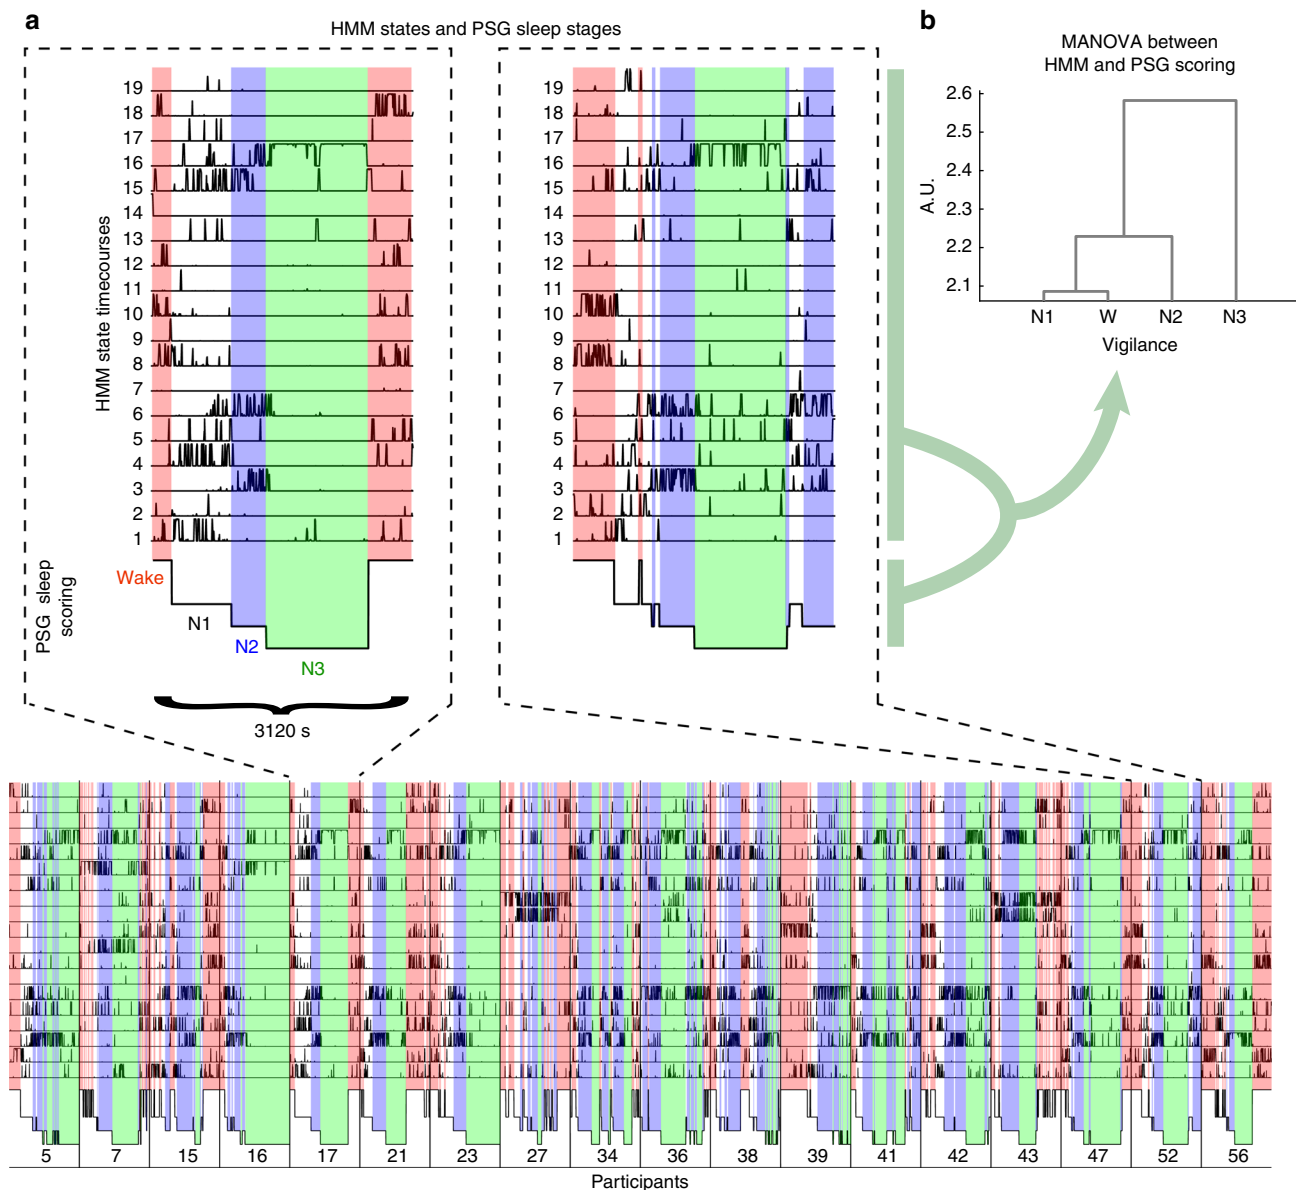 a
HMM states and PSG sleep stages
b
MANOVA between
HMM and PSG scoring
HMM state timecourses
19
18
17
16
15
14
13
12
11
10
9
8
7
6
5
4
3
2
1
19
18
17
16
15
14
13
12
11
10
9
8
7
6
5
4
3
2
1
A.U.
2.6
2.5
2.4
2.3
2.2
2.1
N1 W N2 N3
Vigilance
PSG sleep
scoring
Wake
N1
N2
N3
3120 s
5 7 15 16 17 21 23 27 34 36 38 39 41 42 43 47 52 56
Participants